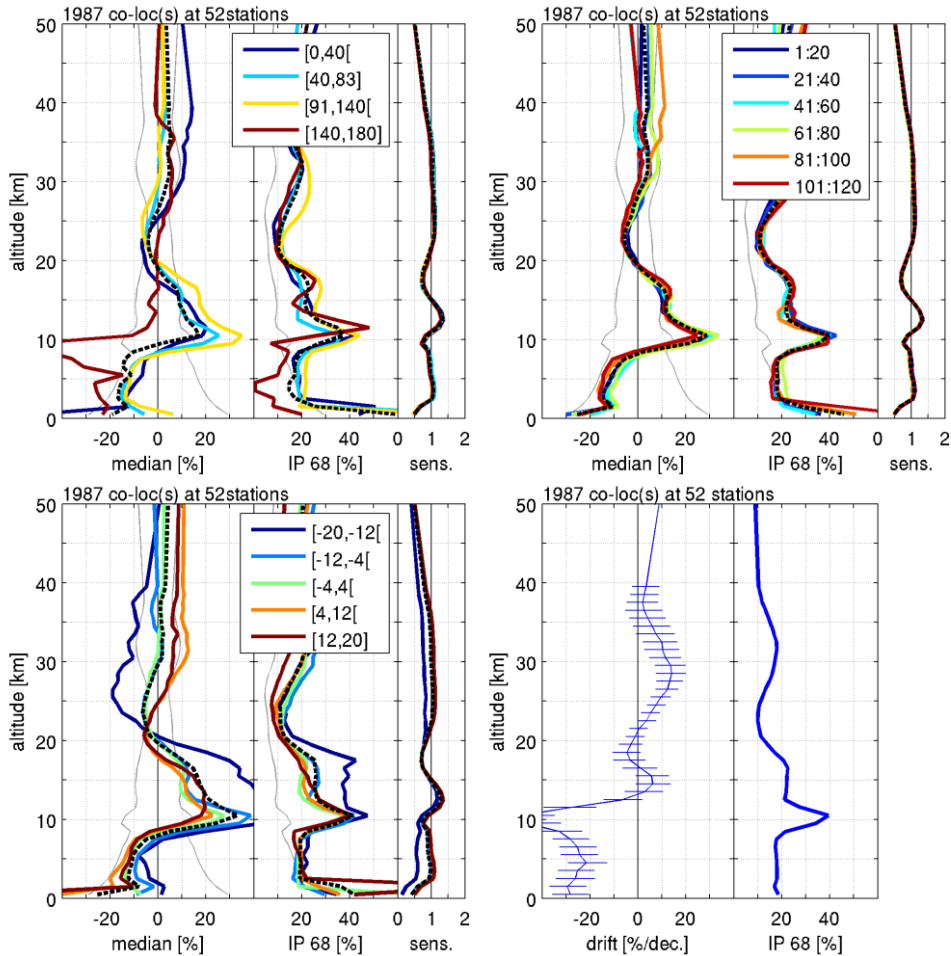 1987 co-loc(s) at 52stations
altitude [km]
50
40
30
20
10
0
[0,40[
[40,83]
[91,140[
[140,180]
-20 0 20
20 40
0 1 2
median [%]
IP 68 [%]
sens.
1987 co-loc(s) at 52stations
altitude [km]
50
40
30
20
10
0
1:20
21:40
41:60
61:80
81:100
101:120
-20 0 20
20 40
0 1 2
median [%]
IP 68 [%]
sens.
1987 co-loc(s) at 52stations
altitude [km]
50
40
30
20
10
0
[-20,-12[
[-12,-4[
[-4,4[
[4,12[
[12,20]
-20 0 20
20 40
0 1 2
median [%]
IP 68 [%]
sens.
1987 co-loc(s) at 52 stations
altitude [km]
50
40
30
20
10
0
-20 0 20
20 40 60
drift [%/dec.]
IP 68 [%]